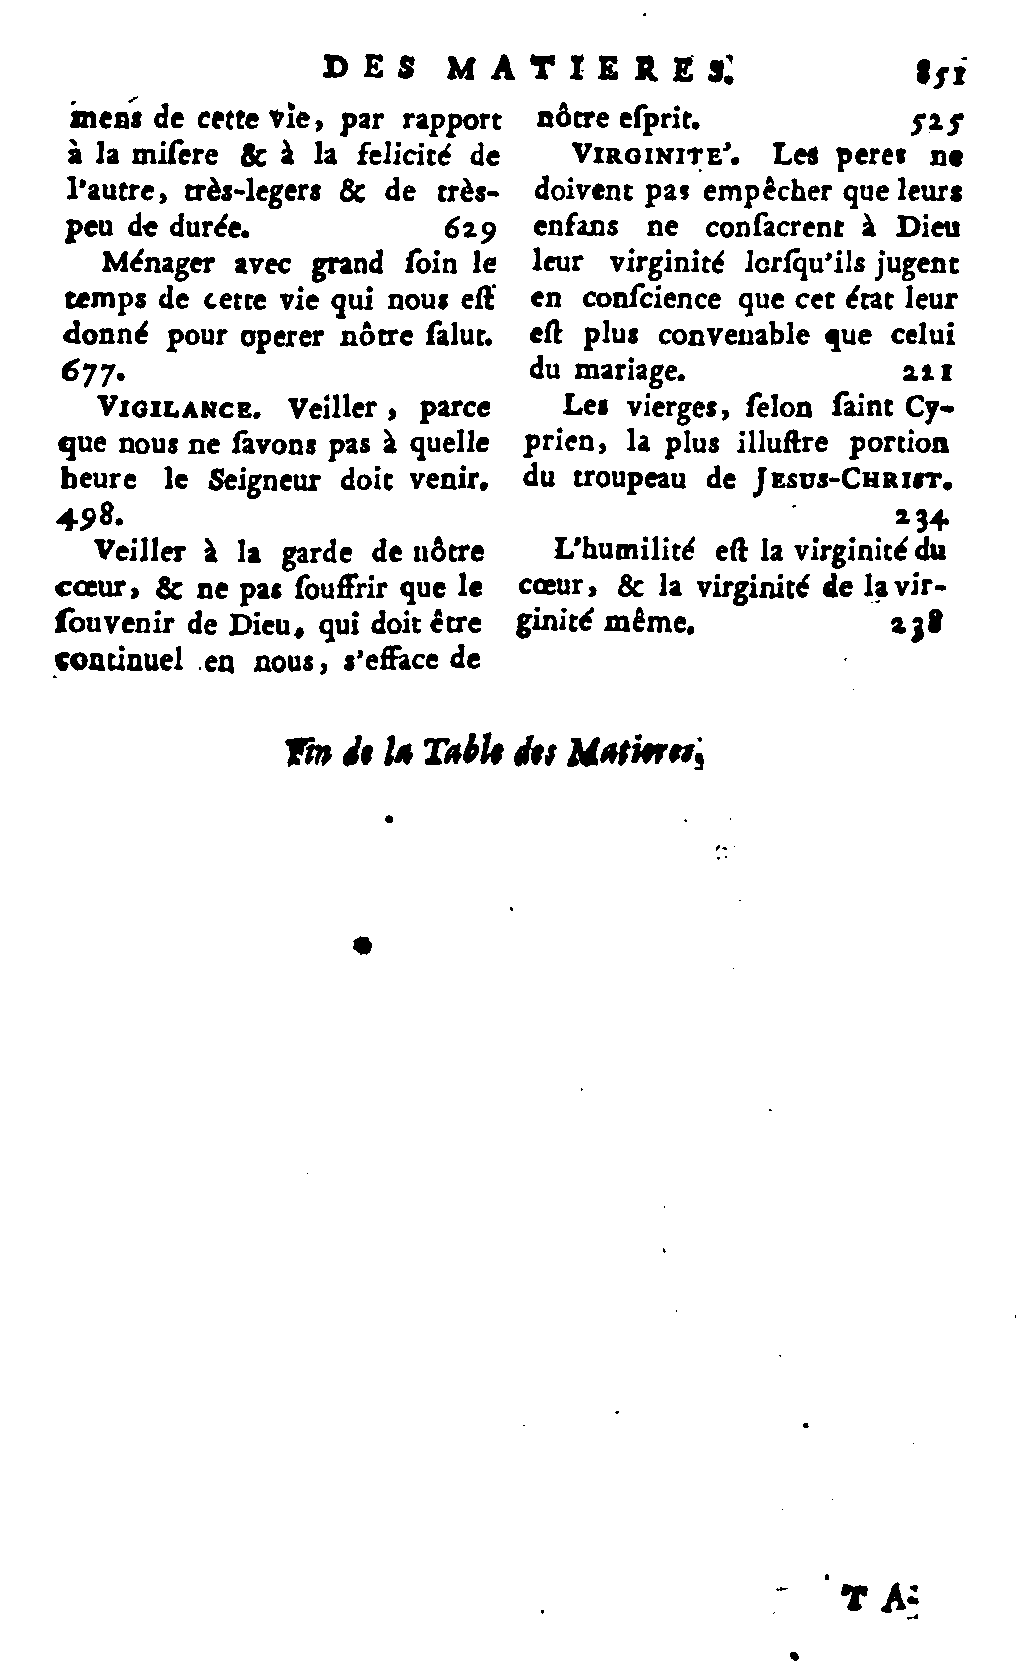 DES MATIERES. 851
mens de cette vie, par rapport
à la miſere & à la felicité de
l'autre, très-legers & de très-
peu de durée. 629
Ménager avec grand ſoin le
temps de cette vie qui nous eſt
donné pour operer nôtre ſalut.
677.
VIGILANCE. Veiller, parce
que nous ne ſavons pas à quelle
heure le Seigneur doit venir.
498.
Veiller à la garde de nôtre
cœur, & ne pas ſouffrir que le
ſouvenir de Dieu, qui doit être
continuel en nous, s'efface de
nôtre eſprit. 525
VIRGINITE'. Les peres ne
doivent pas empêcher que leurs
enfans ne conſacrent à Dieu
leur virginité lorſqu'ils jugent
en conſcience que cet état leur
eſt plus convenable que celui
du mariage. 221
Les vierges, ſelon ſaint Cy-
prien, la plus illuſtre portion
du troupeau de JESUS-CHRIST.
234
L'humilité eſt la virginité du
cœur, & la virginité de la vir-
ginité même. 238
Fin de la Table des Matieres.
TA-